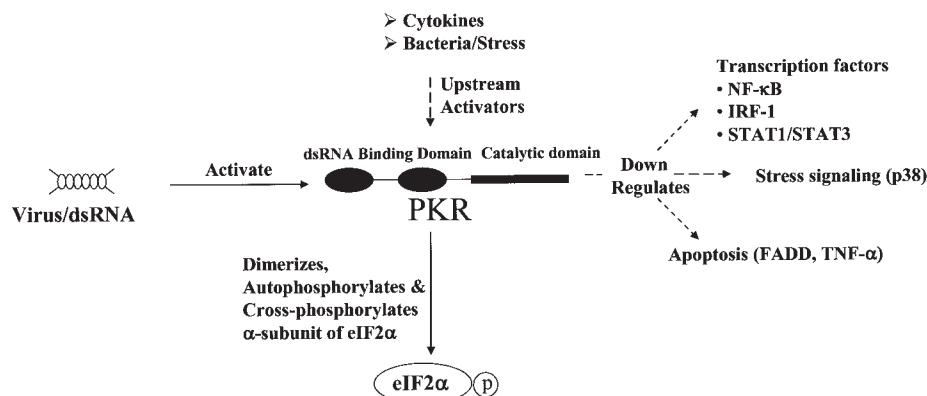 ➢ Cytokines
➢ Bacteria/Stress
Upstream
Activators
Transcription factors
• NF-κB
• IRF-1
• STAT1/STAT3
dsRNA Binding Domain
Catalytic domain
Activate
Virus/dsRNA
PKR
Down
Regulates
Stress signaling (p38)
Apoptosis (FADD, TNF-α)
Dimerizes,
Autophosphorylates &
Cross-phosphorylates
α-subunit of eIF2α
eIF2α
p